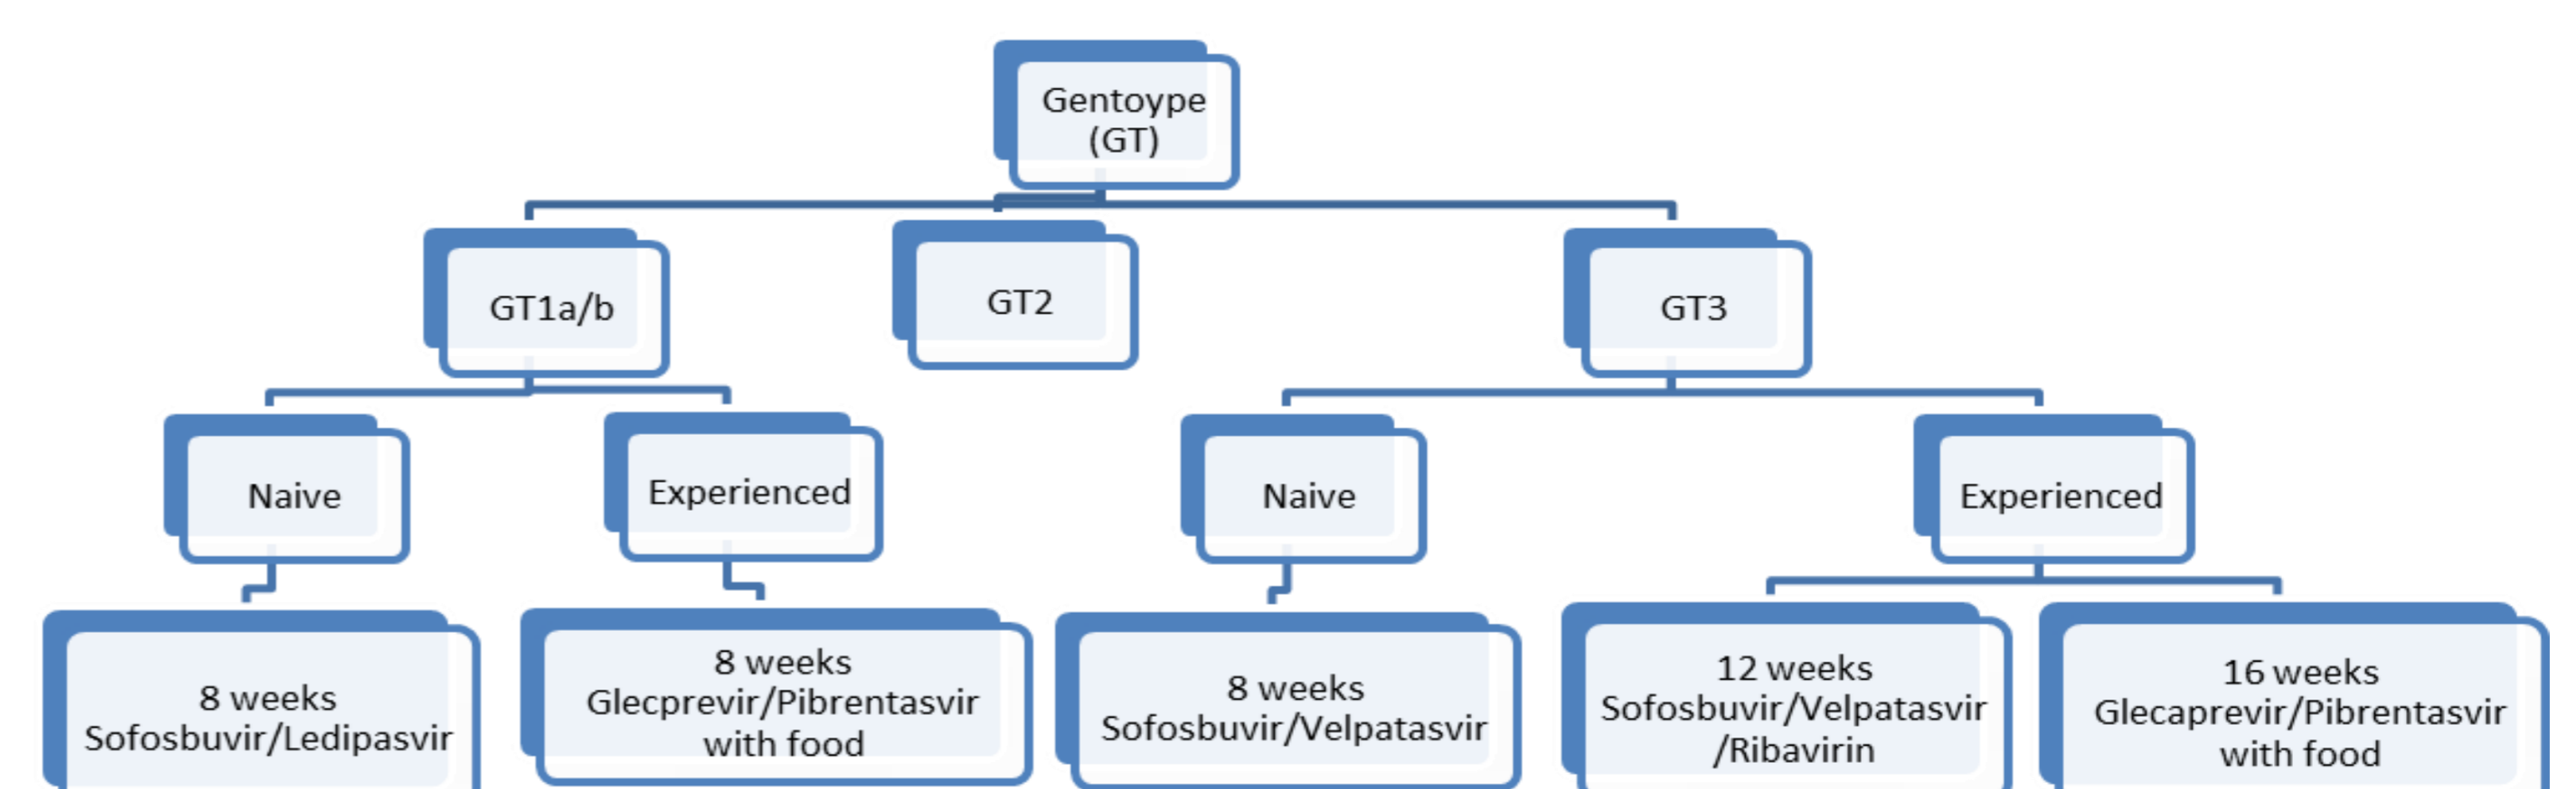 Gentoype
(GT)
GT1a/b
GT2
GT3
Naive
Experienced
Naive
Experienced
8 weeks
Sofosbuvir/Ledipasvir
8 weeks
Glecprevir/Pibrentasvir
with food
8 weeks
Sofosbuvir/Velpatasvir
12 weeks
Sofosbuvir/Velpatasvir
/Ribavirin
16 weeks
Glecaprevir/Pibrentasvir
with food